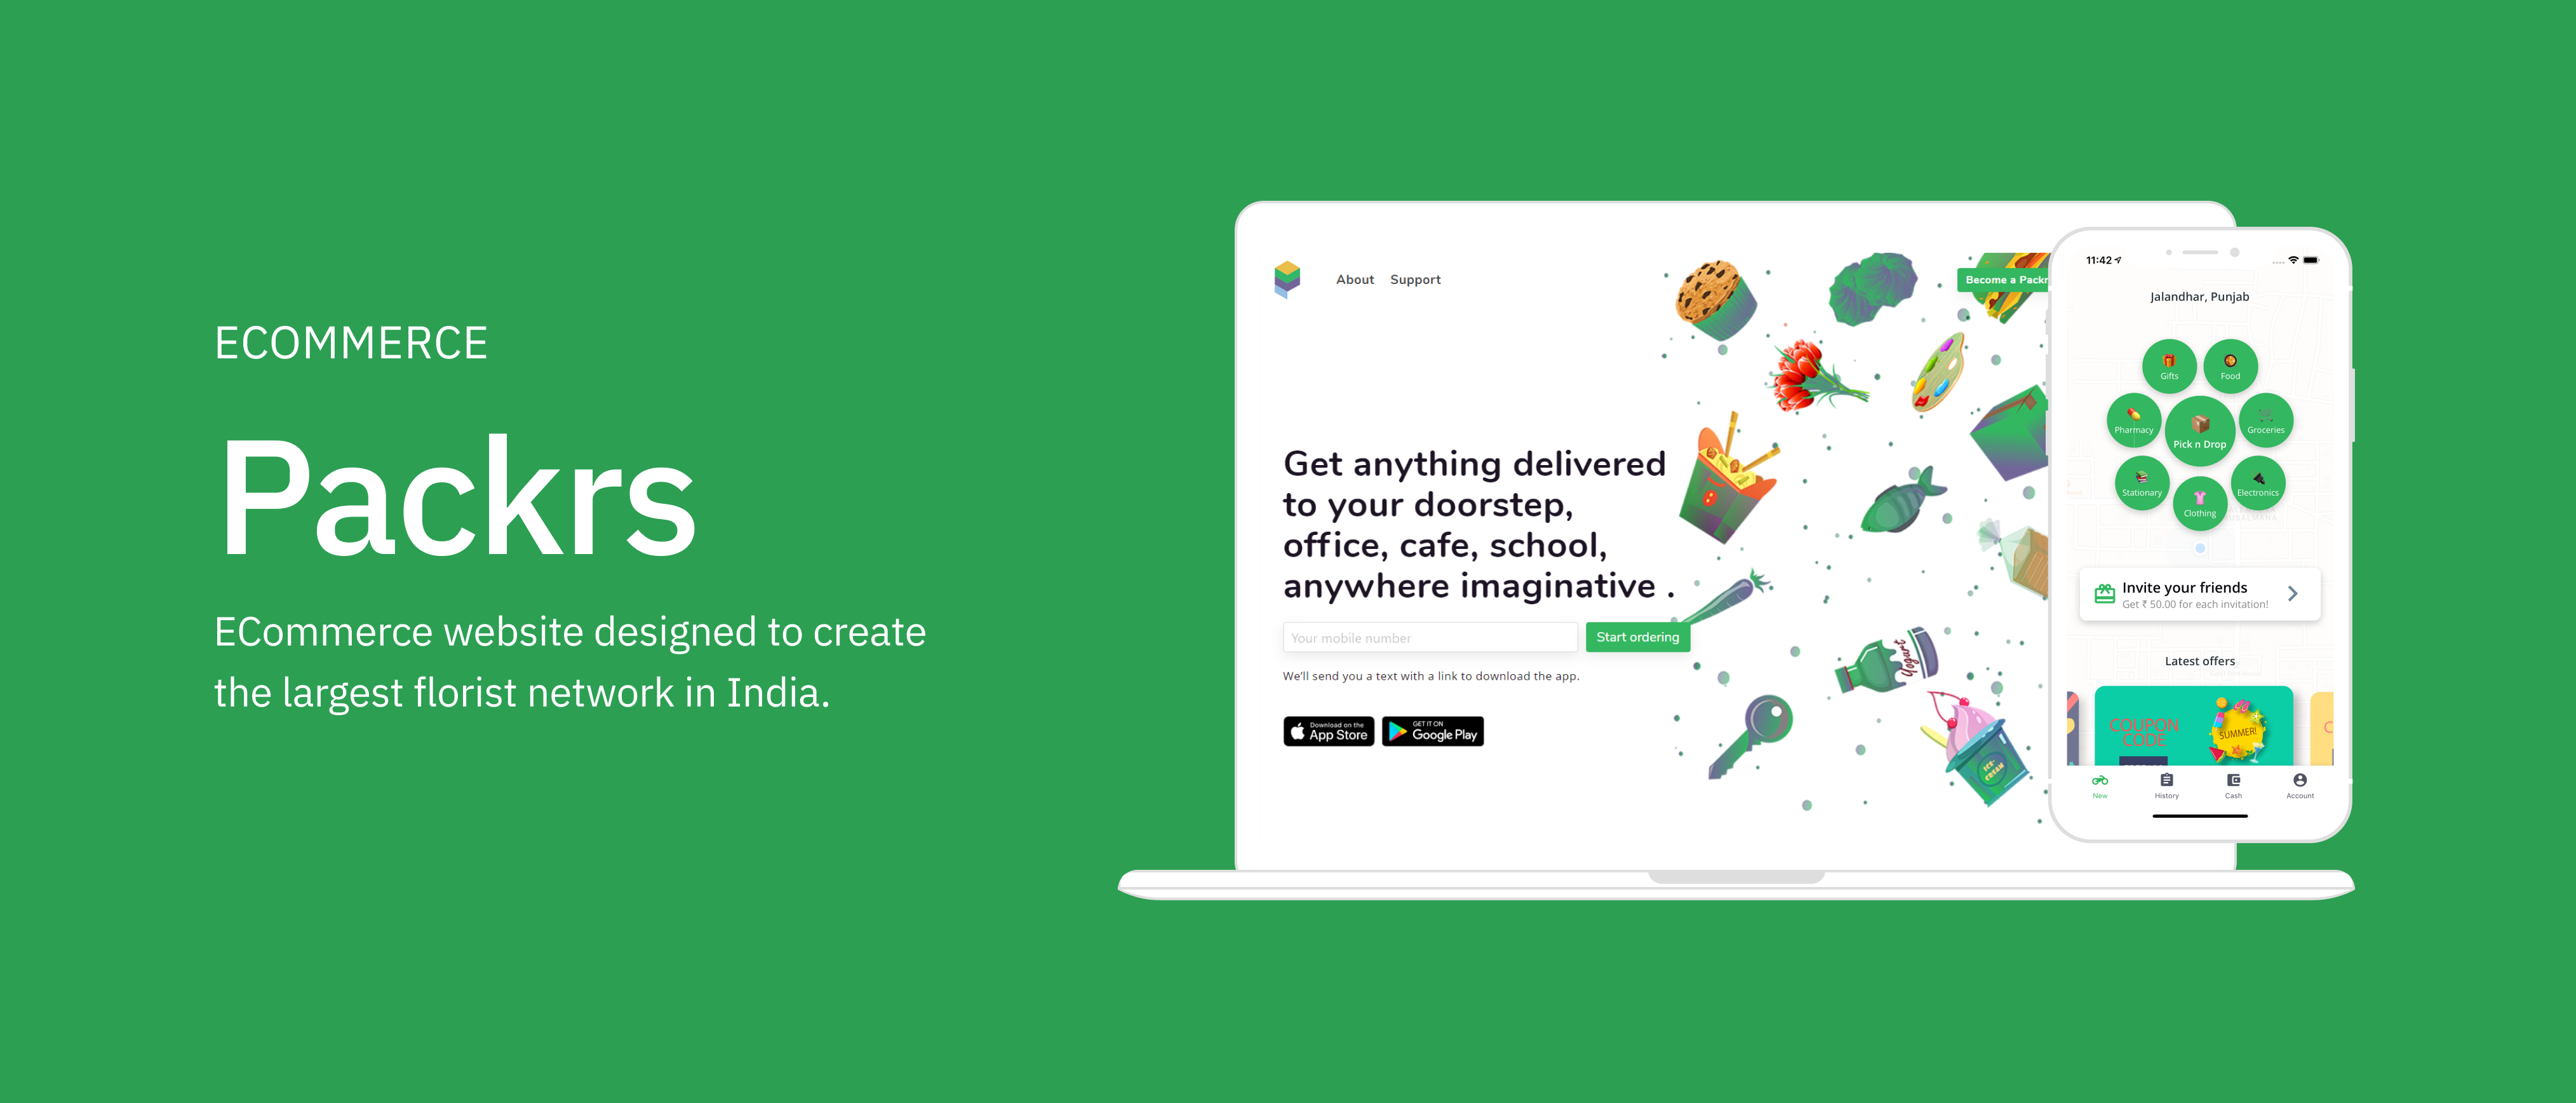 ECOMMERCE
Packrs
ECommerce website designed to create
the largest florist network in India.
About Support
Become a Packr
Get anything delivered
to your doorstep,
office, cafe, school,
anywhere imaginative .
Your mobile number
Start ordering
We'll send you a text with a link to download the app.
Download on the
App Store
GET IT ON
Google Play
Yogurt
ICE-
CREAM
11:42
Jalandhar, Punjab
Gifts
Food
Pharmacy
Pick n Drop
Groceries
Stationary
Electronics
Clothing
Invite your friends
Get ₹ 50.00 for each invitation!
Latest offers
COUPON
CODE
SUMMER!
New
History
Cash
Account